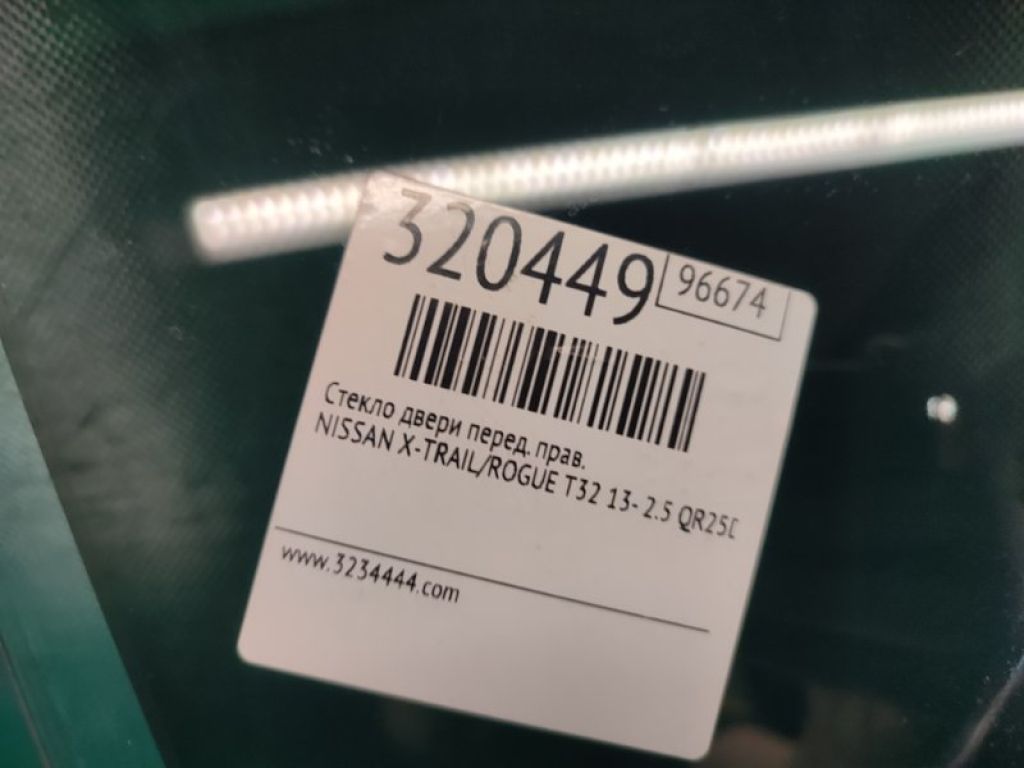 320449 96674
Стекло двери перед. прав.
NISSAN X-TRAIL/ROGUE T32 13- 2.5 QR25
www.3234444.com